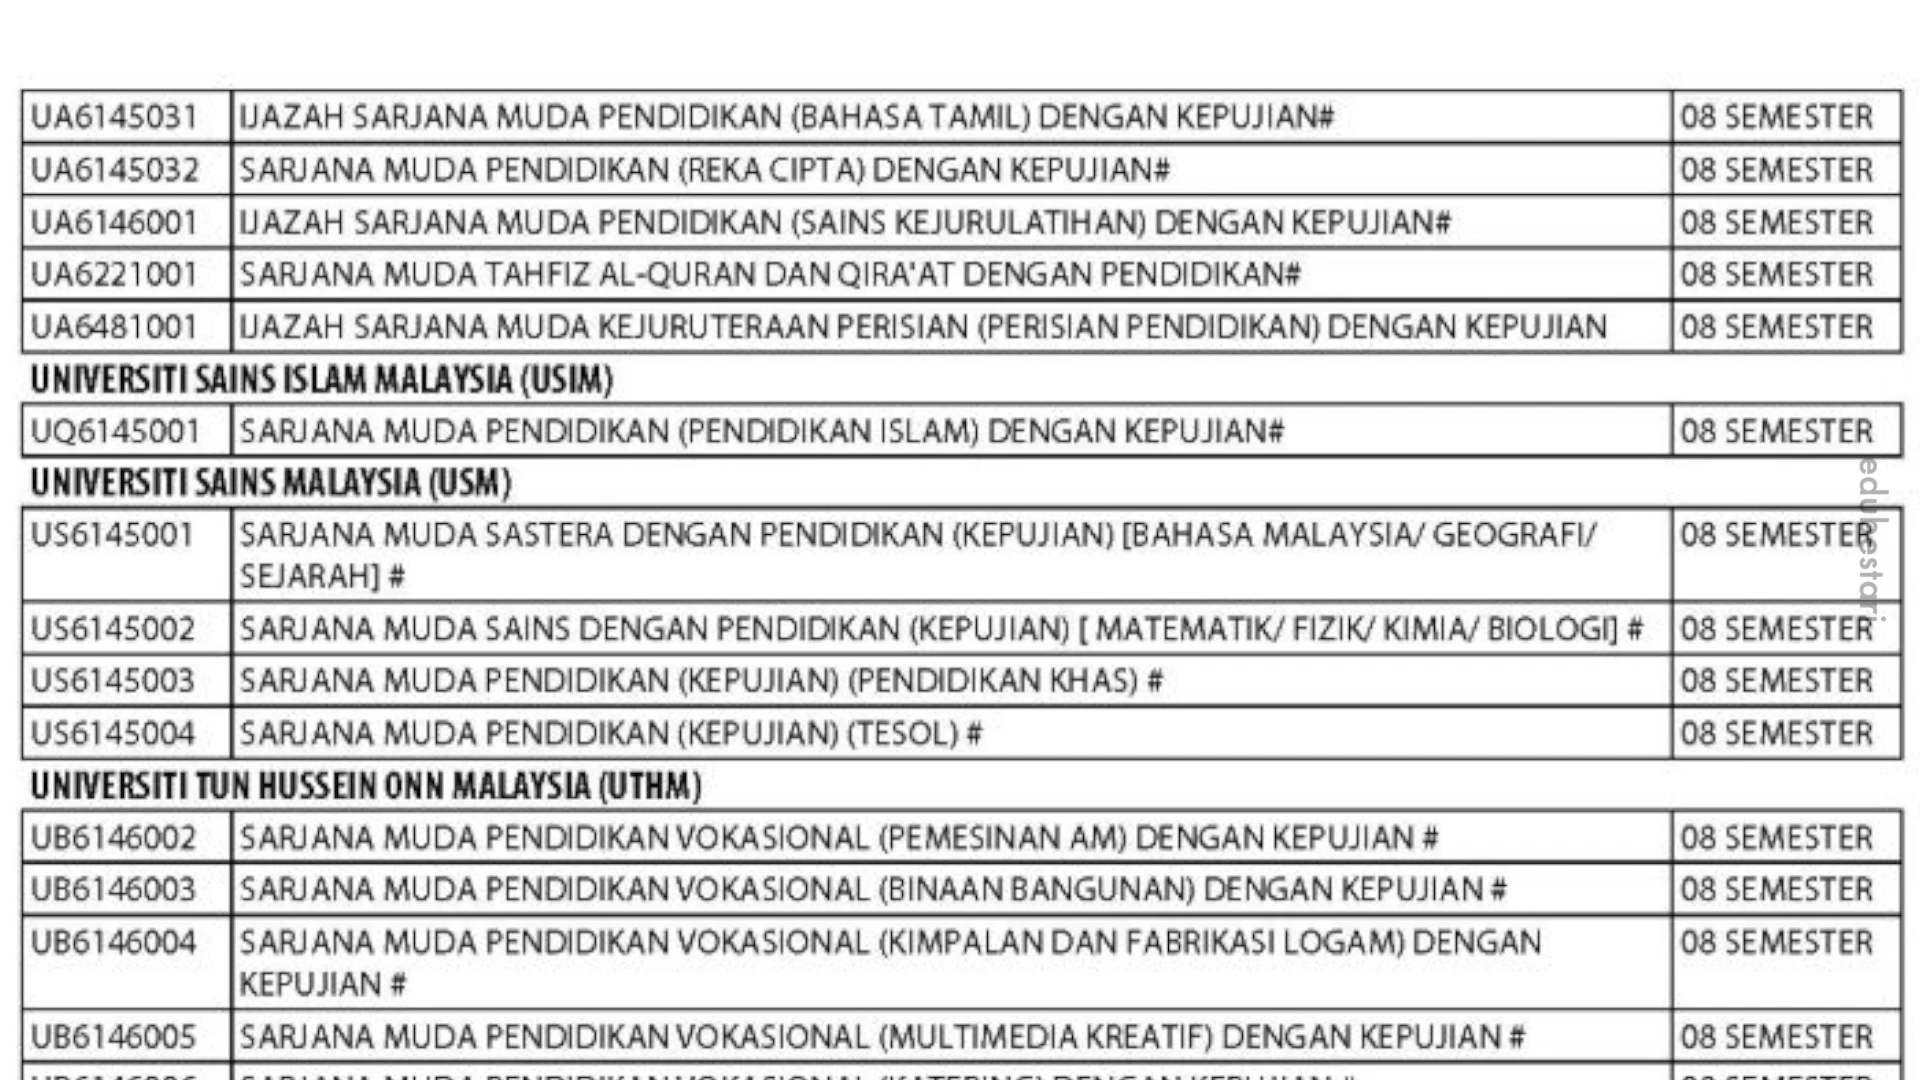 UA6145031 IJAZAH SARJANA MUDA PENDIDIKAN (BAHASA TAMIL) DENGAN KEPUJIAN# 08 SEMESTER
UA6145032 SARJANA MUDA PENDIDIKAN (REKA CIPTA) DENGAN KEPUJIAN# 08 SEMESTER
UA6146001 IJAZAH SARJANA MUDA PENDIDIKAN (SAINS KEJURULATIHAN) DENGAN KEPUJIAN# 08 SEMESTER
UA6221001 SARJANA MUDA TAHFIZ AL-QURAN DAN QIRA'AT DENGAN PENDIDIKAN# 08 SEMESTER
UA6481001 IJAZAH SARJANA MUDA KEJURUTERAAN PERISIAN (PERISIAN PENDIDIKAN) DENGAN KEPUJIAN 08 SEMESTER
UNIVERSITI SAINS ISLAM MALAYSIA (USIM)
UQ6145001 SARJANA MUDA PENDIDIKAN (PENDIDIKAN ISLAM) DENGAN KEPUJIAN# 08 SEMESTER
UNIVERSITI SAINS MALAYSIA (USM)
US6145001 SARJANA MUDA SASTERA DENGAN PENDIDIKAN (KEPUJIAN) [BAHASA MALAYSIA/ GEOGRAFI/ 08 SEMESTER
SEJARAH] #
US6145002 SARJANA MUDA SAINS DENGAN PENDIDIKAN (KEPUJIAN) [ MATEMATIK/ FIZIK/ KIMIA/ BIOLOGI] # 08 SEMESTER
US6145003 SARJANA MUDA PENDIDIKAN (KEPUJIAN) (PENDIDIKAN KHAS) # 08 SEMESTER
US6145004 SARJANA MUDA PENDIDIKAN (KEPUJIAN) (TESOL) # 08 SEMESTER
UNIVERSITI TUN HUSSEIN ONN MALAYSIA (UTHM)
UB6146002 SARJANA MUDA PENDIDIKAN VOKASIONAL (PEMESINAN AM) DENGAN KEPUJIAN # 08 SEMESTER
UB6146003 SARJANA MUDA PENDIDIKAN VOKASIONAL (BINAAN BANGUNAN) DENGAN KEPUJIAN # 08 SEMESTER
UB6146004 SARJANA MUDA PENDIDIKAN VOKASIONAL (KIMPALAN DAN FABRIKASI LOGAM) DENGAN 08 SEMESTER
KEPUJIAN #
UB6146005 SARJANA MUDA PENDIDIKAN VOKASIONAL (MULTIMEDIA KREATIF) DENGAN KEPUJIAN # 08 SEMESTER